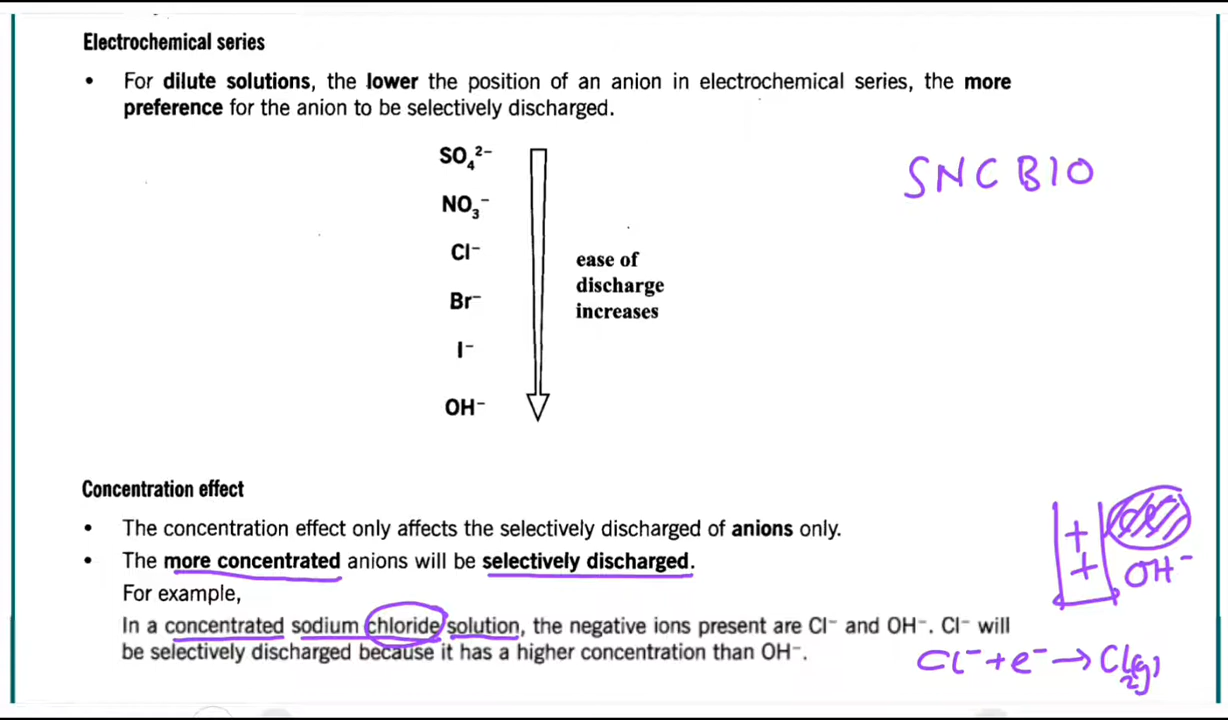 Electrochemical series
• For dilute solutions, the lower the position of an anion in electrochemical series, the more
preference for the anion to be selectively discharged.
SO₄²⁻
NO₃⁻
Cl⁻
Br⁻
I⁻
OH⁻
ease of
discharge
increases
SNCBIO
Concentration effect
• The concentration effect only affects the selectively discharged of anions only.
• The more concentrated anions will be selectively discharged.
For example,
In a concentrated sodium chloride solution, the negative ions present are Cl⁻ and OH⁻. Cl⁻ will
be selectively discharged because it has a higher concentration than OH⁻.
+
+
OH⁻
Cl⁻ + e⁻ → Cl₂(g)